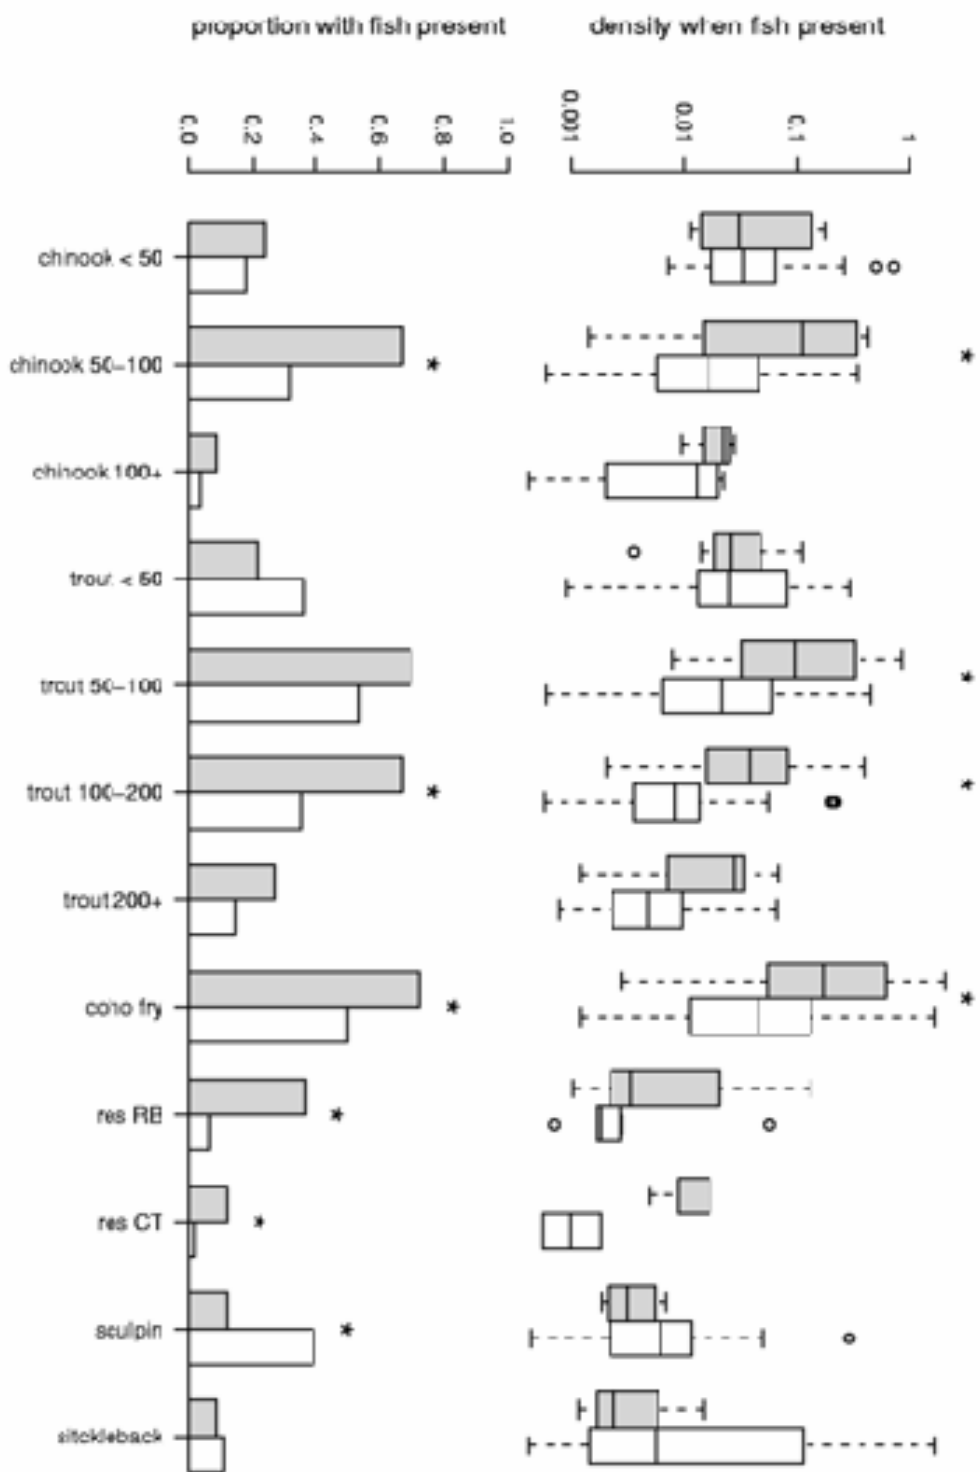 proportion with fish present
density when fish present
0.0 0.2 0.4 0.6 0.8 1.0
0.001 0.01 0.1 1
chinook < 50
chinook 50–100
*
*
chinook 100+
trout < 50
trout 50–100
*
trout 100–200
*
*
trout 200+
coho fry
*
*
res RB
*
res CT
*
sculpin
*
stickleback